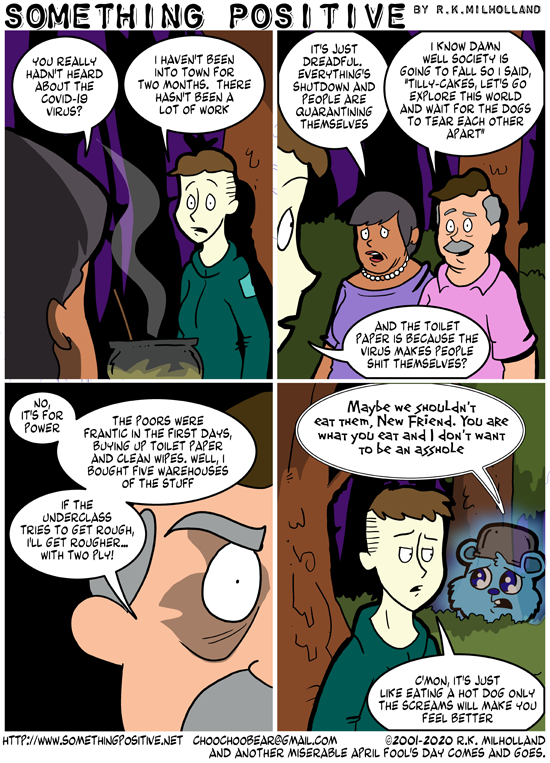 SOMETHING POSITIVE BY R.K.MILHOLLAND
YOU REALLY
HADN'T HEARD
ABOUT THE
COVID-19
VIRUS?
I HAVEN'T BEEN
INTO TOWN FOR
TWO MONTHS. THERE
HASN'T BEEN A
LOT OF WORK
IT'S JUST
DREADFUL.
EVERYTHING'S
SHUTDOWN AND
PEOPLE ARE
QUARANTINING
THEMSELVES
I KNOW DAMN
WELL SOCIETY IS
GOING TO FALL SO I SAID,
"TILLY-CAKES, LET'S GO
EXPLORE THIS WORLD
AND WAIT FOR THE DOGS
TO TEAR EACH OTHER
APART"
AND THE TOILET
PAPER IS BECAUSE THE
VIRUS MAKES PEOPLE
SHIT THEMSELVES?
NO,
IT'S FOR
POWER
THE POORS WERE
FRANTIC IN THE FIRST DAYS,
BUYING UP TOILET PAPER
AND CLEAN WIPES. WELL, I
BOUGHT FIVE WAREHOUSES
OF THE STUFF
IF THE
UNDERCLASS
TRIES TO GET ROUGH,
I'LL GET ROUGHER...
WITH TWO PLY!
Maybe we shouldn't
eat them, New Friend. You are
what you eat and I don't want
to be an asshole
C'MON, IT'S JUST
LIKE EATING A HOT DOG ONLY
THE SCREAMS WILL MAKE YOU
FEEL BETTER
HTTP://WWW.SOMETHINGPOSITIVE.NET CHOOCHOOBEAR@GMAIL.COM ©2001-2020 R.K. MILHOLLAND
AND ANOTHER MISERABLE APRIL FOOL'S DAY COMES AND GOES.